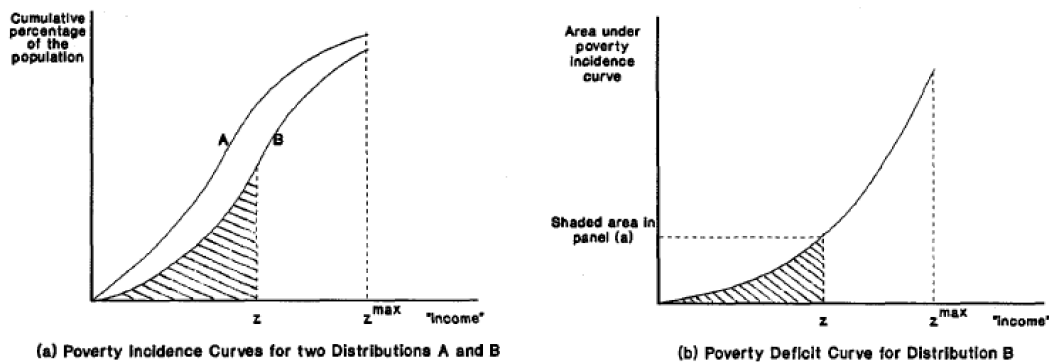 Cumulative
percentage
of the
population
A
B
z
z^max
"income"
(a) Poverty Incidence Curves for two Distributions A and B
Area under
poverty
incidence
curve
Shaded area in
panel (a)
z
z^max
"income"
(b) Poverty Deficit Curve for Distribution B